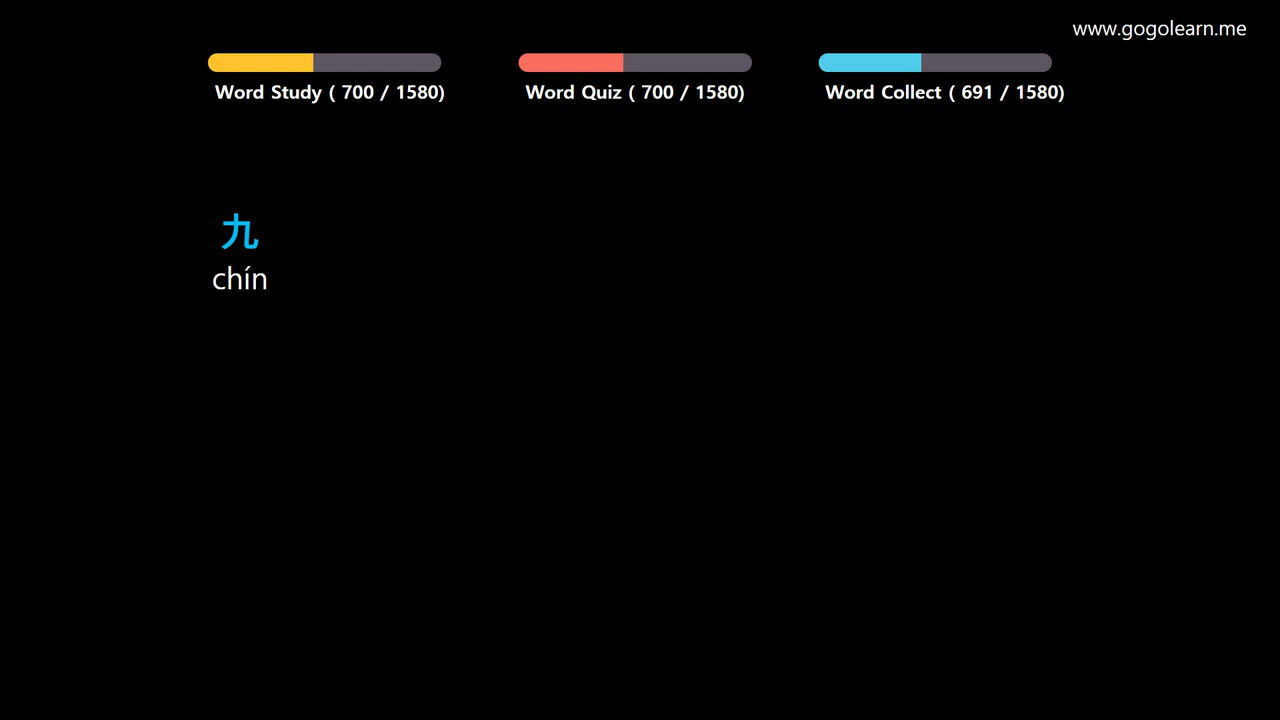 www.gogolearn.me
Word Study ( 700 / 1580)
Word Quiz ( 700 / 1580)
Word Collect ( 691 / 1580)
九
chín